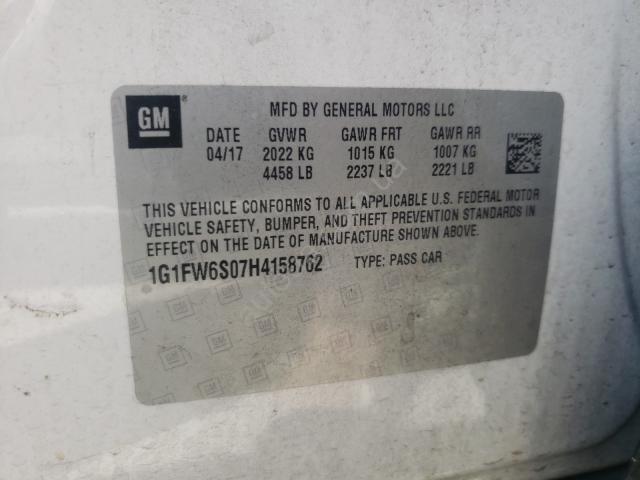 GM
MFD BY GENERAL MOTORS LLC
DATE GVWR GAWR FRT GAWR RR
04/17 2022 KG 1015 KG 1007 KG
4458 LB 2237 LB 2221 LB
THIS VEHICLE CONFORMS TO ALL APPLICABLE U.S. FEDERAL MOTOR
VEHICLE SAFETY, BUMPER, AND THEFT PREVENTION STANDARDS IN
EFFECT ON THE DATE OF MANUFACTURE SHOWN ABOVE.
1G1FW6S07H4158762 TYPE: PASS CAR